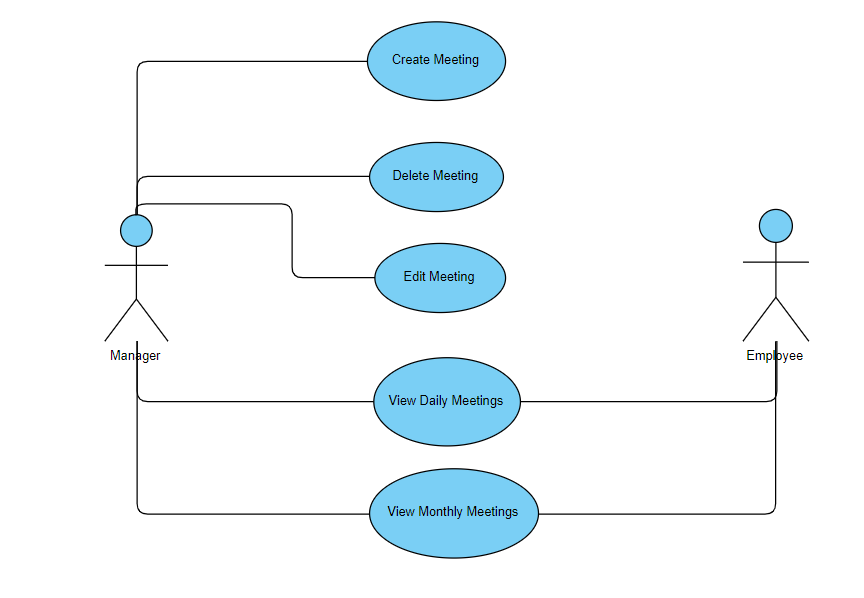 Create Meeting
Delete Meeting
Edit Meeting
Manager
Employee
View Daily Meetings
View Monthly Meetings